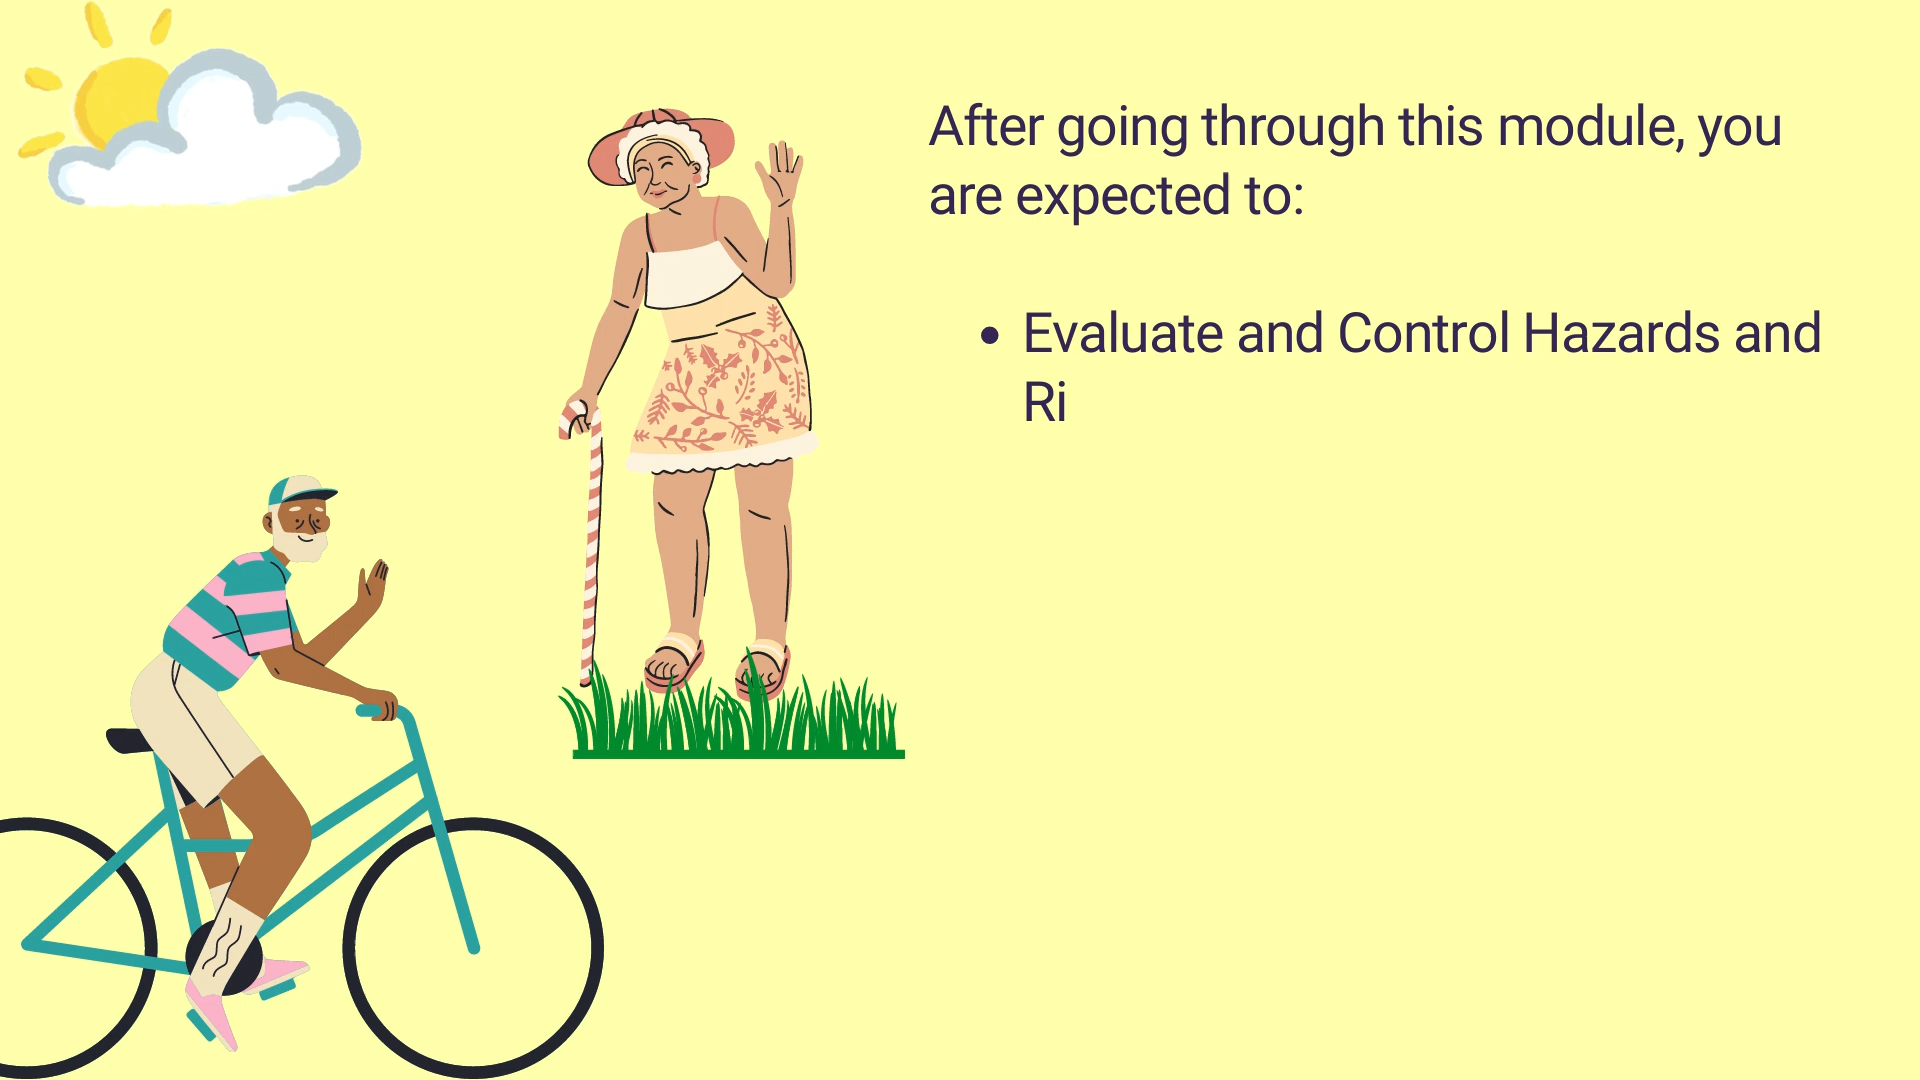 After going through this module, you
are expected to:
• Evaluate and Control Hazards and
Ri